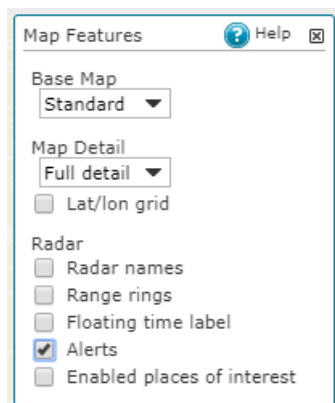 Map Features Help
Base Map
Standard
Map Detail
Full detail
Lat/lon grid
Radar
Radar names
Range rings
Floating time label
Alerts
Enabled places of interest